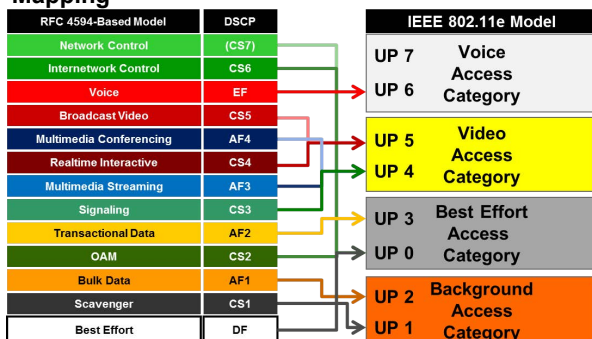 Mapping
RFC 4594-Based Model DSCP IEEE 802.11e Model
Network Control (CS7)
Internetwork Control CS6
Voice EF
Broadcast Video CS5
Multimedia Conferencing AF4
Realtime Interactive CS4
Multimedia Streaming AF3
Signaling CS3
Transactional Data AF2
OAM CS2
Bulk Data AF1
Scavenger CS1
Best Effort DF
UP 7 Voice
Access
UP 6 Category
UP 5 Video
Access
UP 4 Category
UP 3 Best Effort
Access
UP 0 Category
UP 2 Background
Access
UP 1 Category